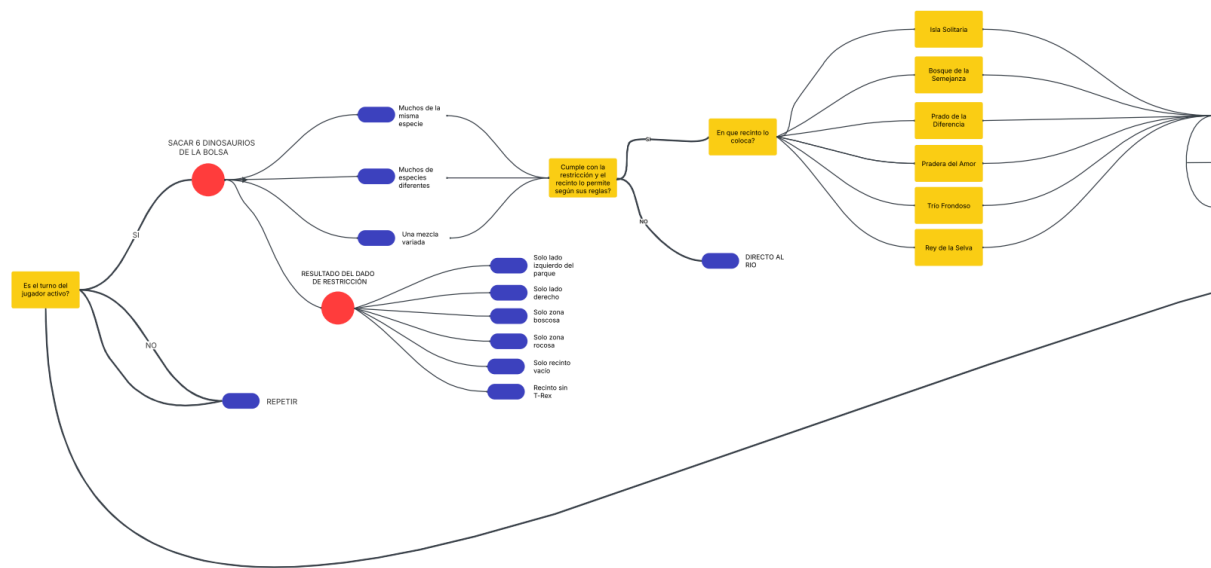 Es el turno del
jugador activo?
SI
NO
REPETIR
SACAR 6 DINOSAURIOS
DE LA BOLSA
Muchos de la
misma
especie
Muchos de
especies
diferentes
Una mezcla
variada
RESULTADO DEL DADO
DE RESTRICCIÓN
Solo lado
izquierdo del
parque
Solo lado
derecho
Solo zona
boscosa
Solo zona
rocosa
Solo recinto
vacío
Recinto sin
T-Rex
Cumple con la
restricción y el
recinto lo permite
según sus reglas?
SI
NO
DIRECTO AL
RIO
En que recinto lo
coloca?
Isla Solitaria
Bosque de la
Semejanza
Prado de la
Diferencia
Pradera del Amor
Trío Frondoso
Rey de la Selva